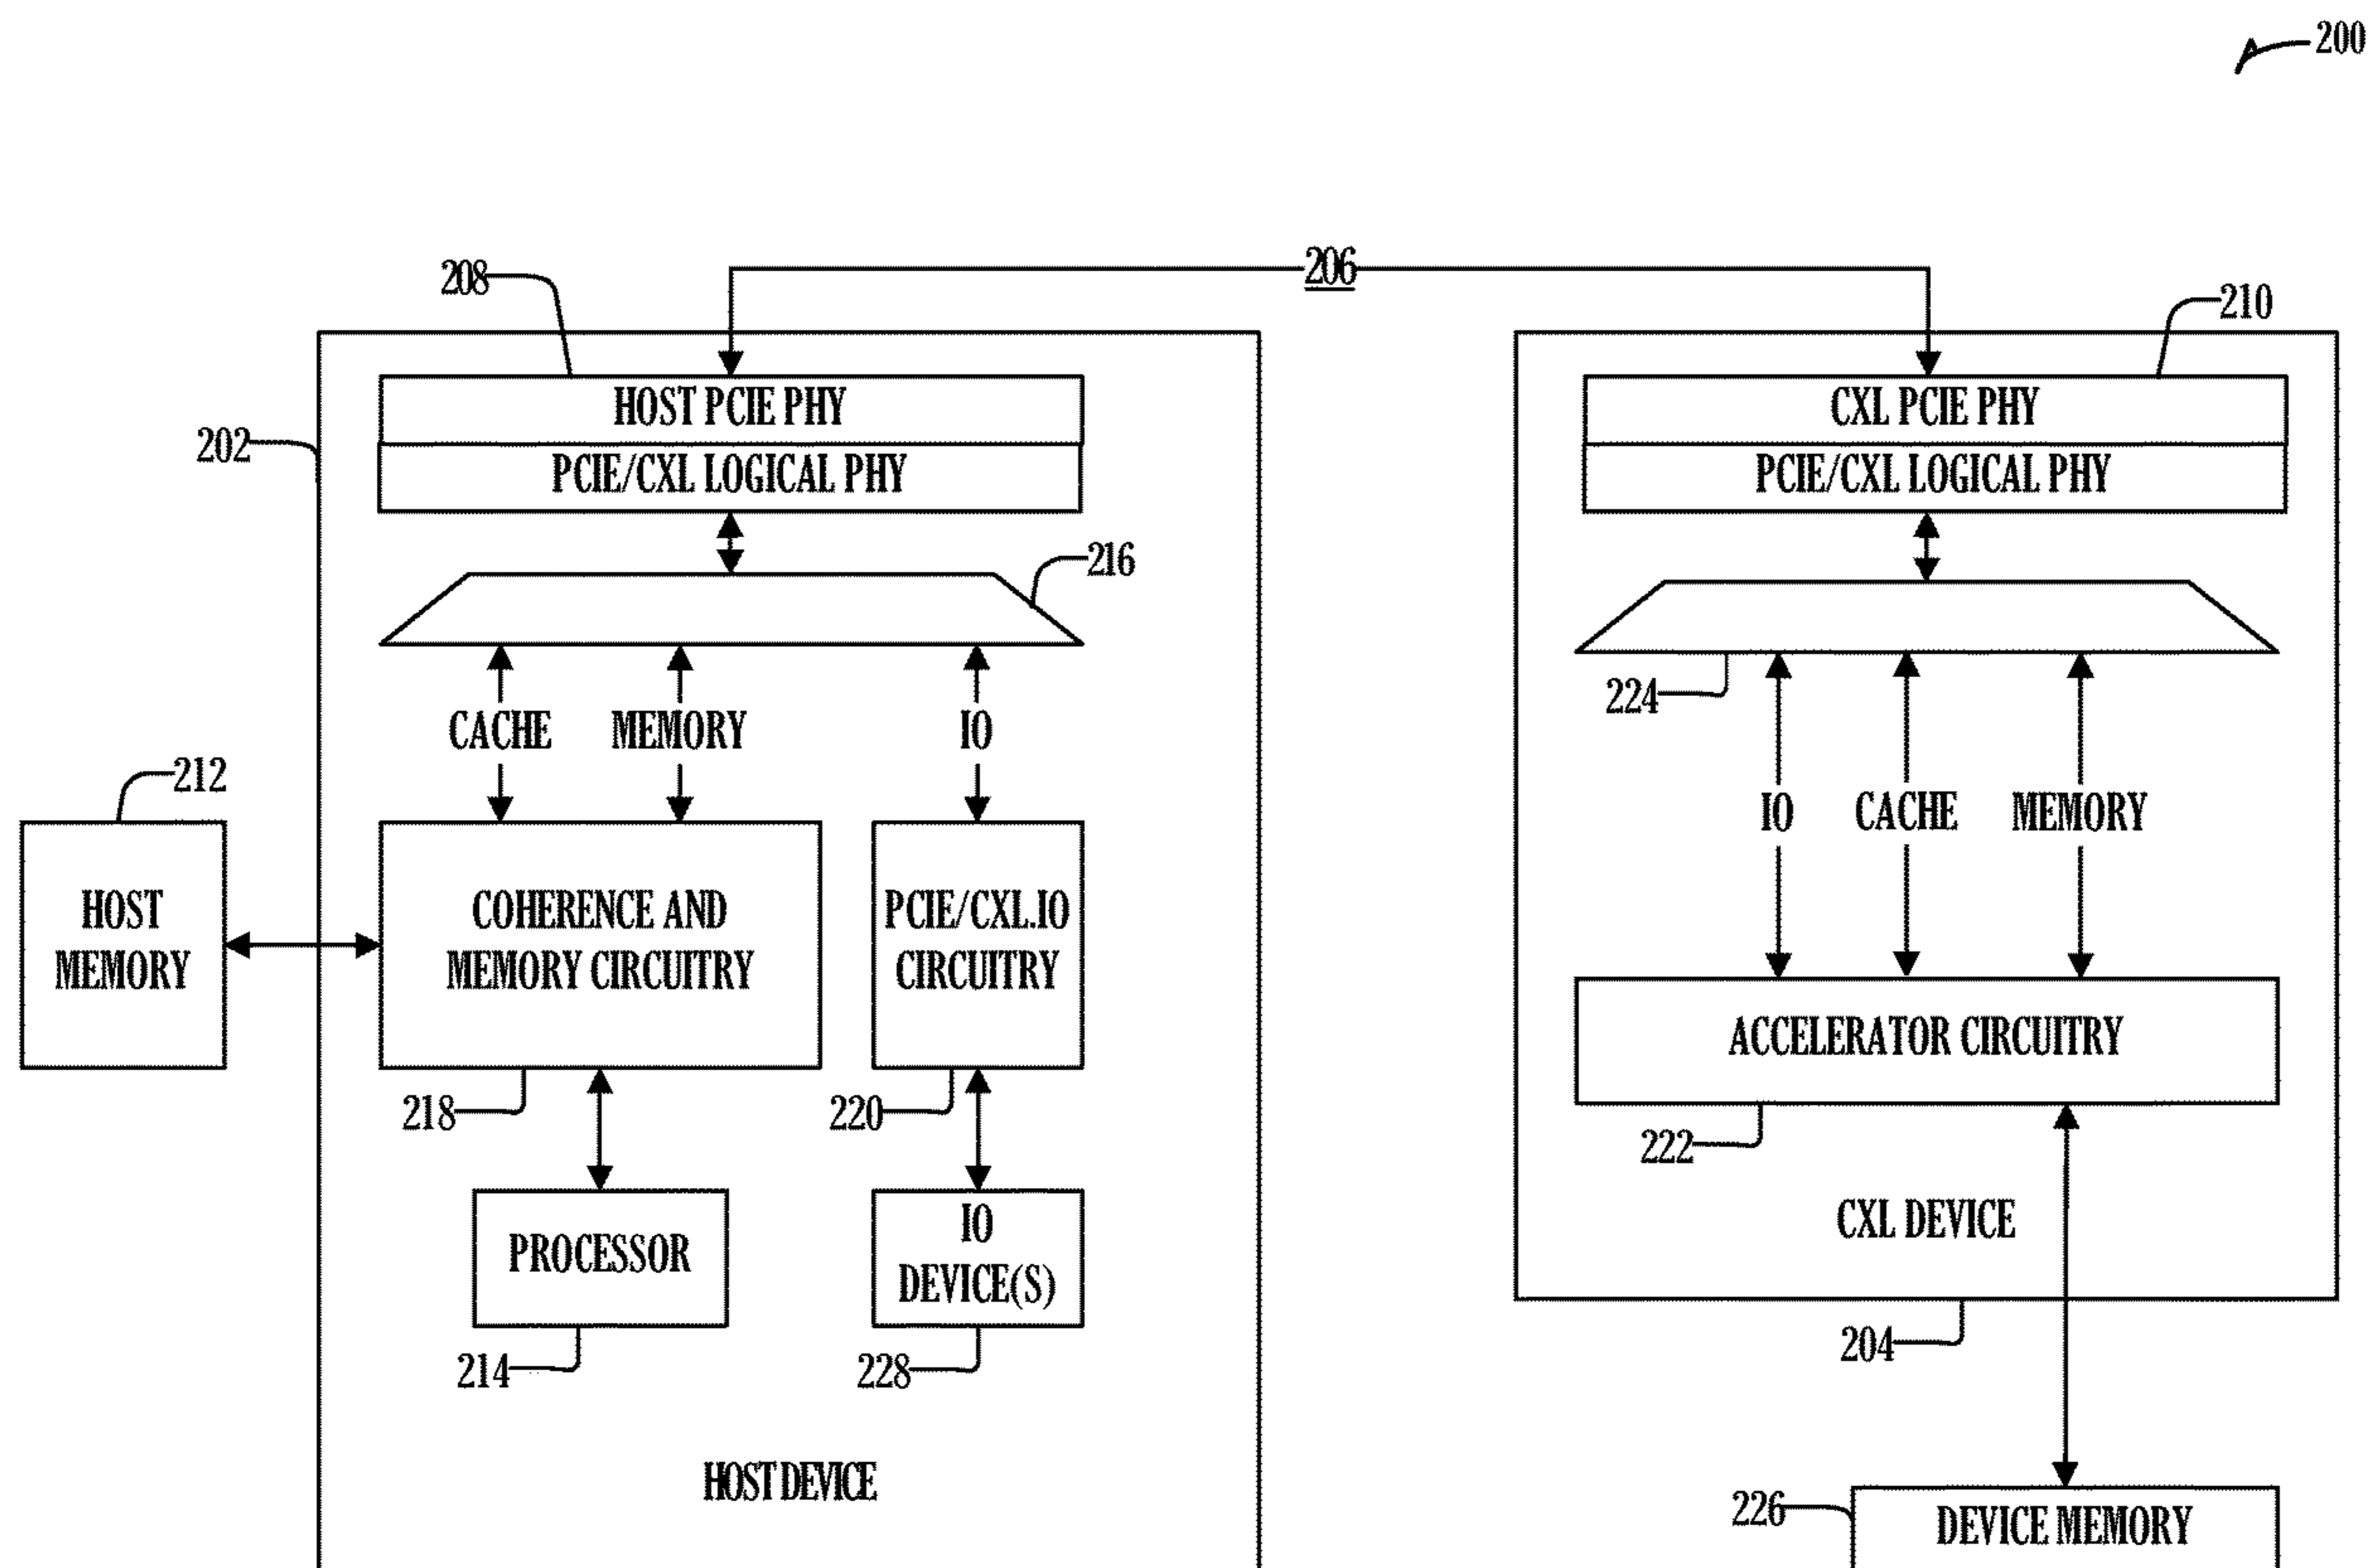 200
206
208
210
HOST PCIE PHY
CXL PCIE PHY
202
PCIE/CXL LOGICAL PHY
PCIE/CXL LOGICAL PHY
216
224
CACHE
MEMORY
IO
212
IO
CACHE
MEMORY
HOST
MEMORY
COHERENCE AND
MEMORY CIRCUITRY
PCIE/CXL.IO
CIRCUITRY
ACCELERATOR CIRCUITRY
218
220
222
PROCESSOR
IO
DEVICE(S)
CXL DEVICE
214
228
204
HOST DEVICE
226
DEVICE MEMORY